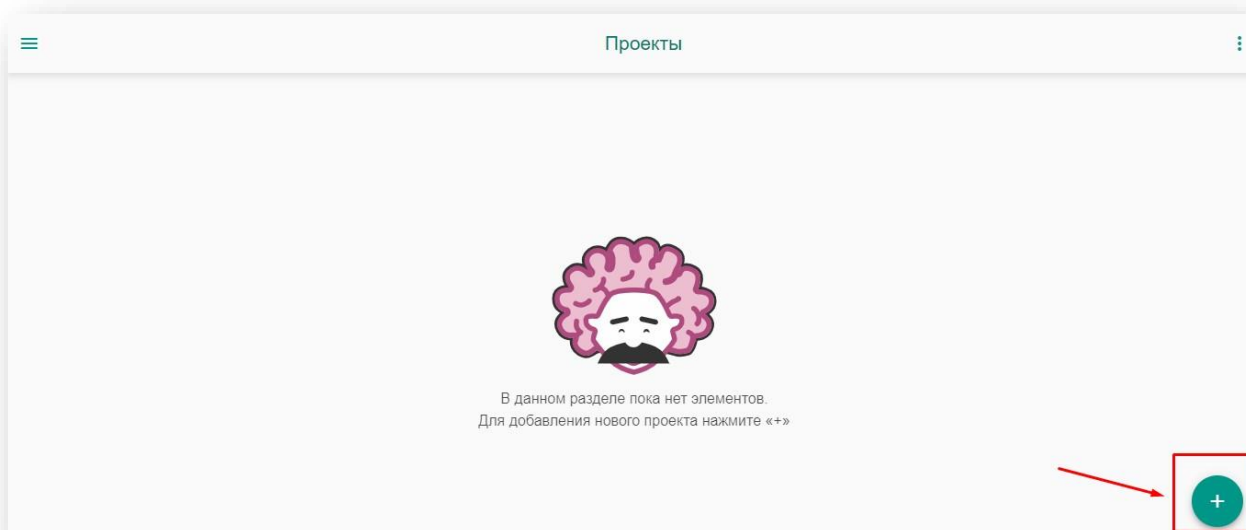 Проекты
В данном разделе пока нет элементов.
Для добавления нового проекта нажмите «+»
+